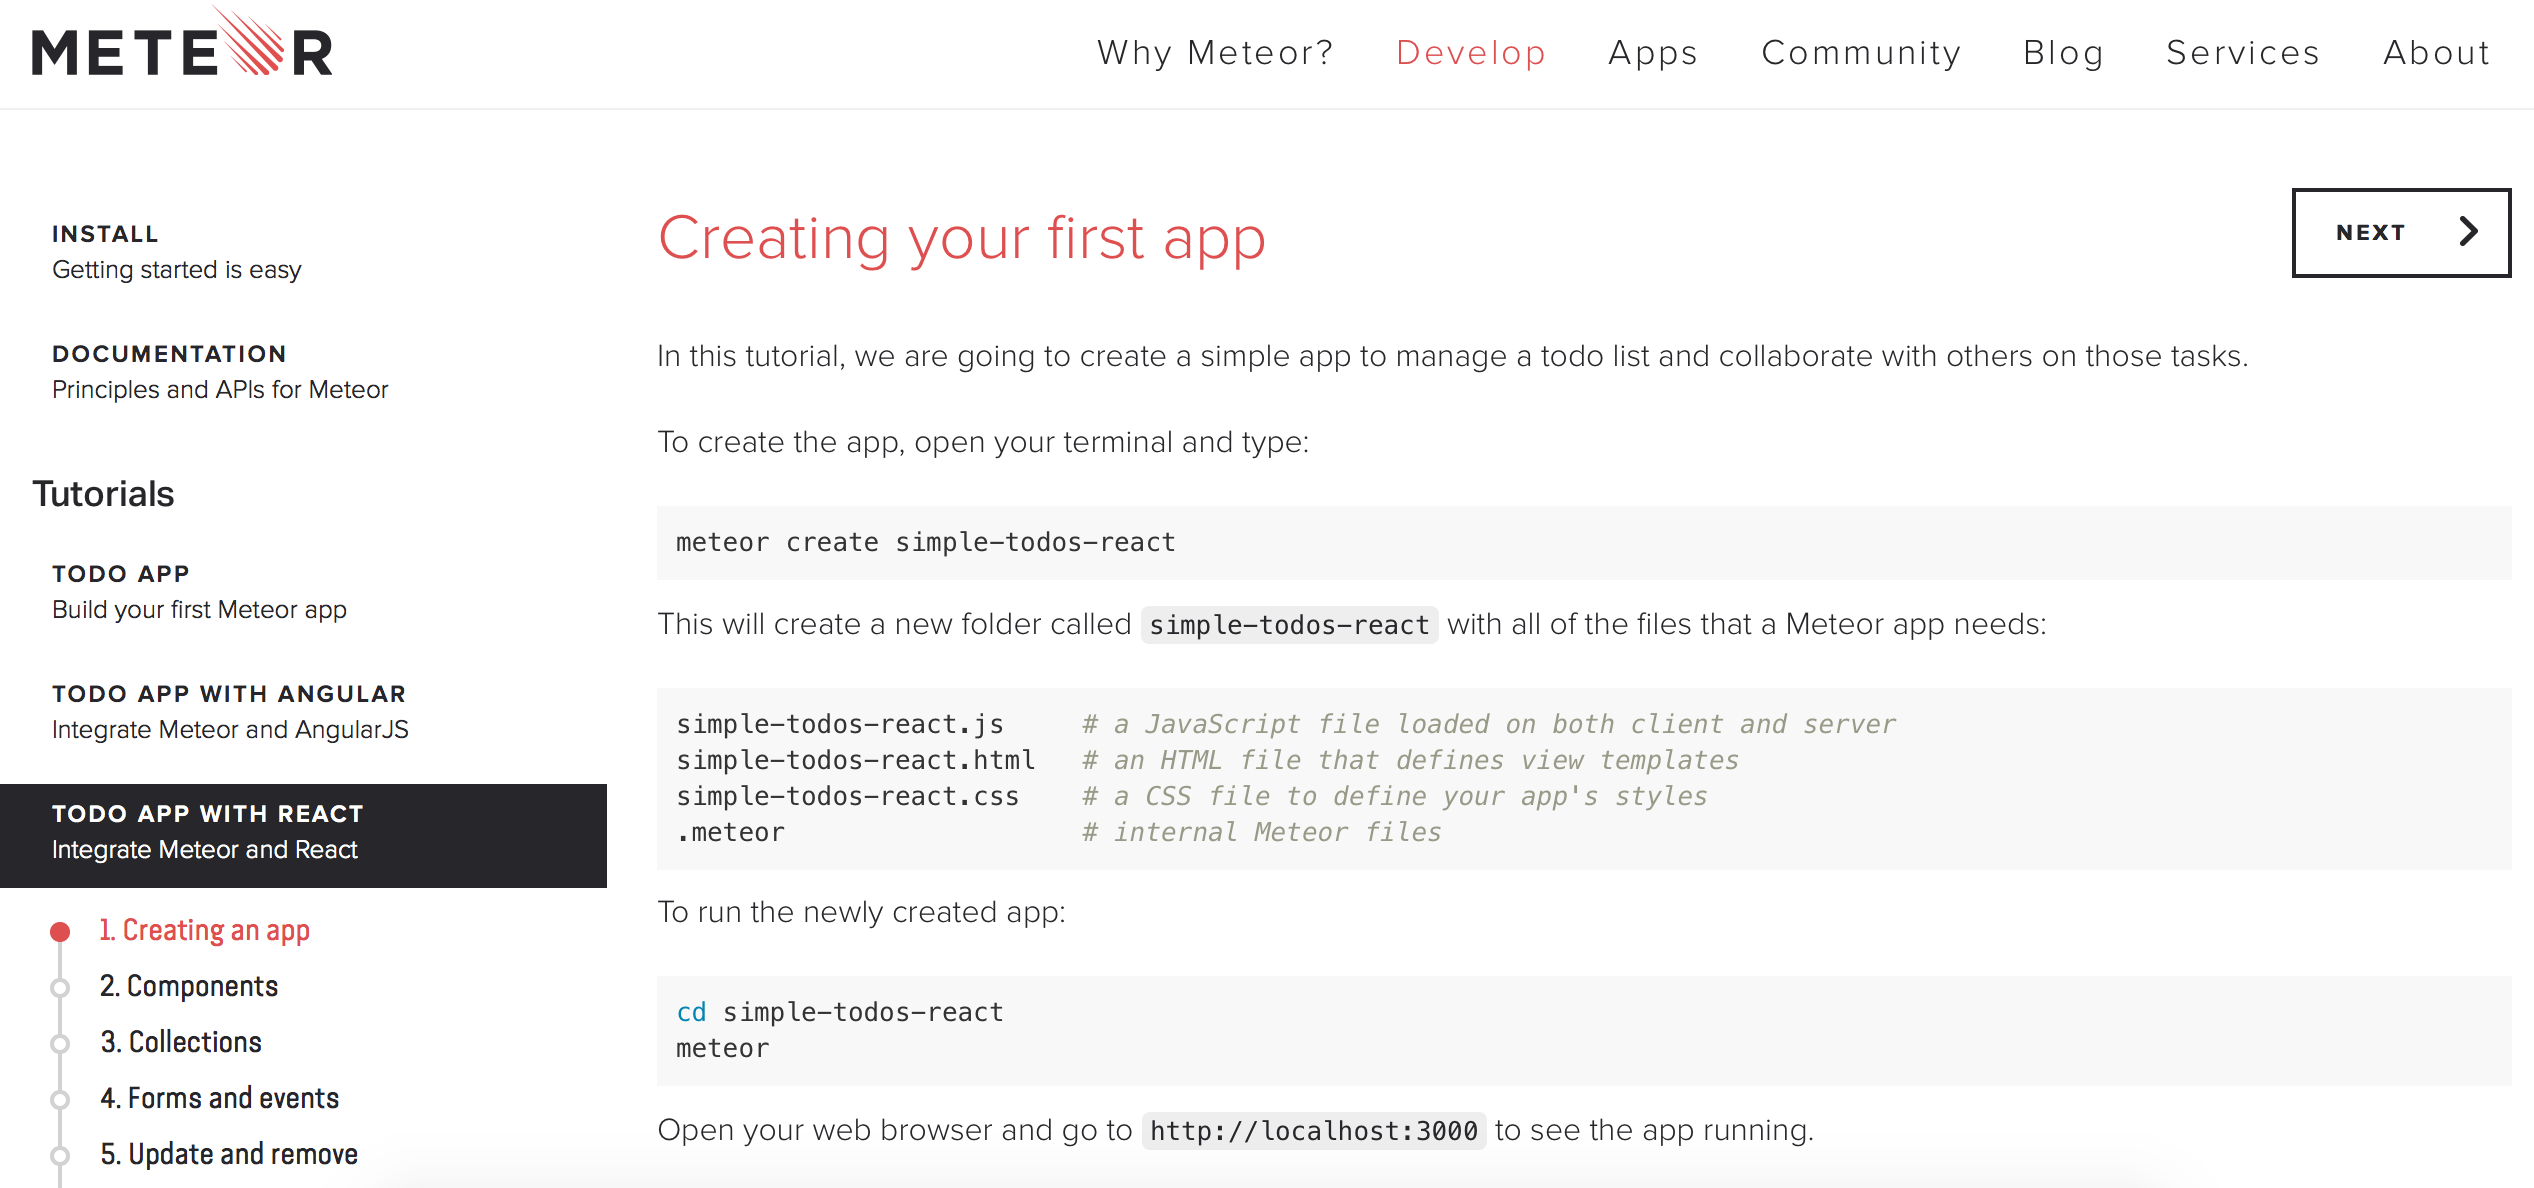 METEOR
Why Meteor? Develop Apps Community Blog Services About
INSTALL
Getting started is easy
DOCUMENTATION
Principles and APIs for Meteor
Tutorials
TODO APP
Build your first Meteor app
TODO APP WITH ANGULAR
Integrate Meteor and AngularJS
TODO APP WITH REACT
Integrate Meteor and React
1. Creating an app
2. Components
3. Collections
4. Forms and events
5. Update and remove
Creating your first app
NEXT
In this tutorial, we are going to create a simple app to manage a todo list and collaborate with others on those tasks.
To create the app, open your terminal and type:
meteor create simple-todos-react
This will create a new folder called simple-todos-react with all of the files that a Meteor app needs:
simple-todos-react.js # a JavaScript file loaded on both client and server
simple-todos-react.html # an HTML file that defines view templates
simple-todos-react.css # a CSS file to define your app's styles
.meteor # internal Meteor files
To run the newly created app:
cd simple-todos-react
meteor
Open your web browser and go to http://localhost:3000 to see the app running.